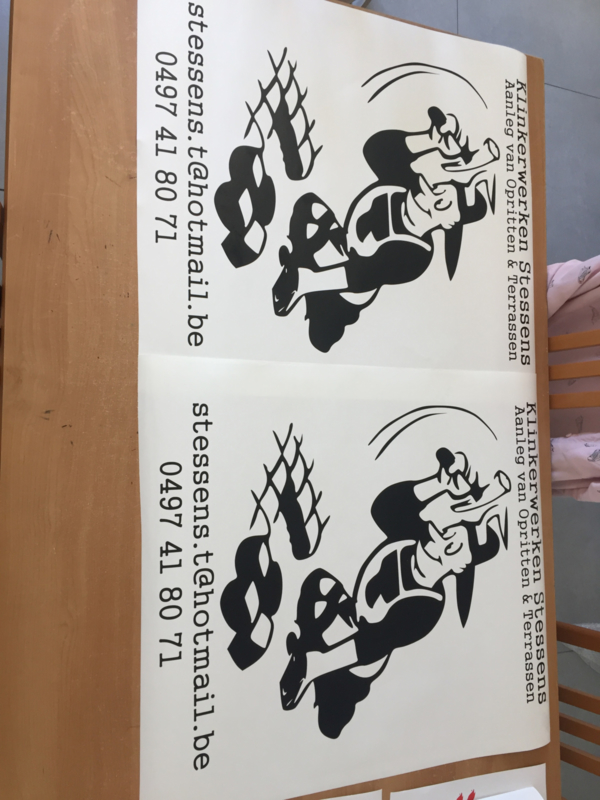 Klinkerwerken Stessens
Aanleg van Opritten & Terrassen
stessens.t@hotmail.be
0497 41 80 71
Klinkerwerken Stessens
Aanleg van Opritten & Terrassen
stessens.t@hotmail.be
0497 41 80 71